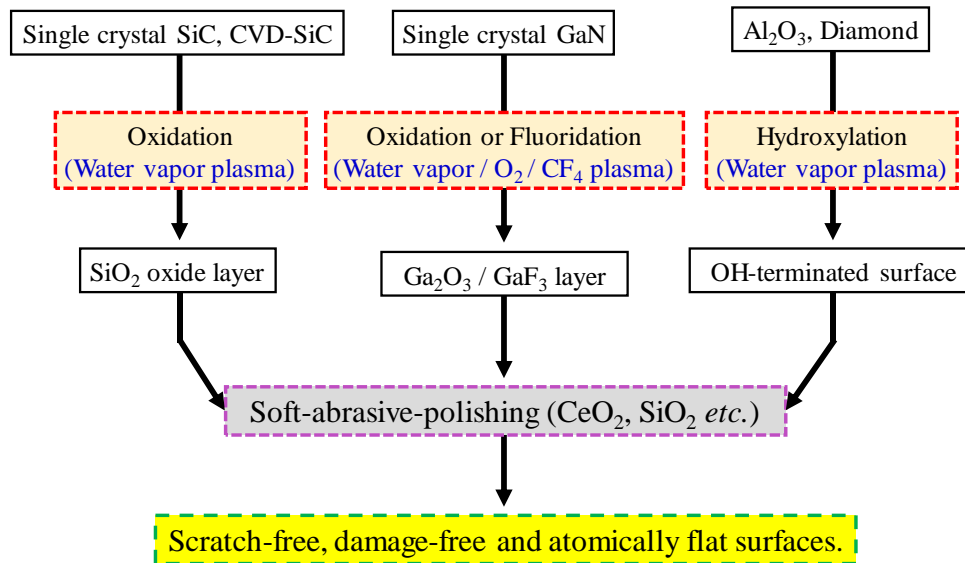 Single crystal SiC, CVD-SiC
Single crystal GaN
Al₂O₃, Diamond
Oxidation
(Water vapor plasma)
Oxidation or Fluoridation
(Water vapor / O₂ / CF₄ plasma)
Hydroxylation
(Water vapor plasma)
SiO₂ oxide layer
Ga₂O₃ / GaF₃ layer
OH-terminated surface
Soft-abrasive-polishing (CeO₂, SiO₂ etc.)
Scratch-free, damage-free and atomically flat surfaces.